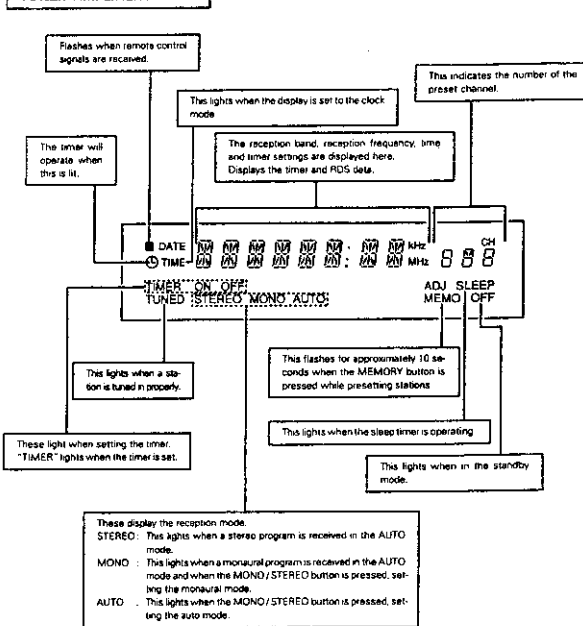 Flashes when remote control
signals are received.
This indicates the number of the
preset channel.
This lights when the display is set to the clock
mode
The timer will
operate when
this is lit.
The reception band, reception frequency, time
and timer settings are displayed here.
Displays the timer and RDS data.
DATE kHz CH
TIME MHz
TIMER ON OFF ADJ SLEEP
TUNED STEREO MONO AUTO MEMO OFF
This lights when a sta-
tion is tuned in properly.
This flashes for approximately 10 se-
conds when the MEMORY button is
pressed while presetting stations
These light when setting the timer.
"TIMER" lights when the timer is set.
This lights when the sleep timer is operating
This lights when in the standby
mode.
These display the reception mode.
STEREO: This lights when a stereo program is received in the AUTO
mode.
MONO : This lights when a monaural program is received in the AUTO
mode and when the MONO/STEREO button is pressed, set-
ting the monaural mode.
AUTO : This lights when the MONO/STEREO button is pressed, set-
ting the auto mode.